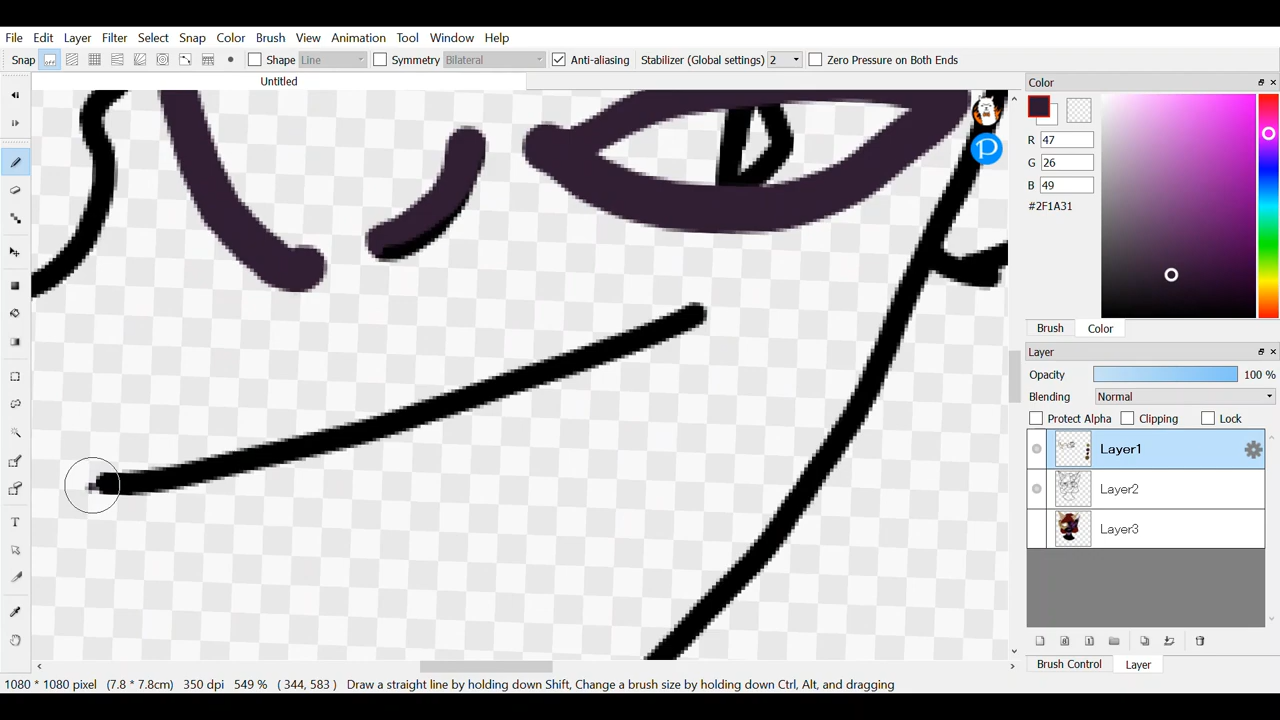 File Edit Layer Filter Select Snap Color Brush View Animation Tool Window Help
Snap Shape Line Symmetry Bilateral Anti-aliasing Stabilizer (Global settings) 2 Zero Pressure on Both Ends
Untitled
Color
R 47
G 26
B 49
#2F1A31
Brush Color
Layer
Opacity 100 %
Blending Normal
Protect Alpha Clipping Lock
Layer1
Layer2
Layer3
Brush Control Layer
1080 * 1080 pixel (7.8 * 7.8cm) 350 dpi 549 % ( 344, 583 ) Draw a straight line by holding down Shift, Change a brush size by holding down Ctrl, Alt, and dragging